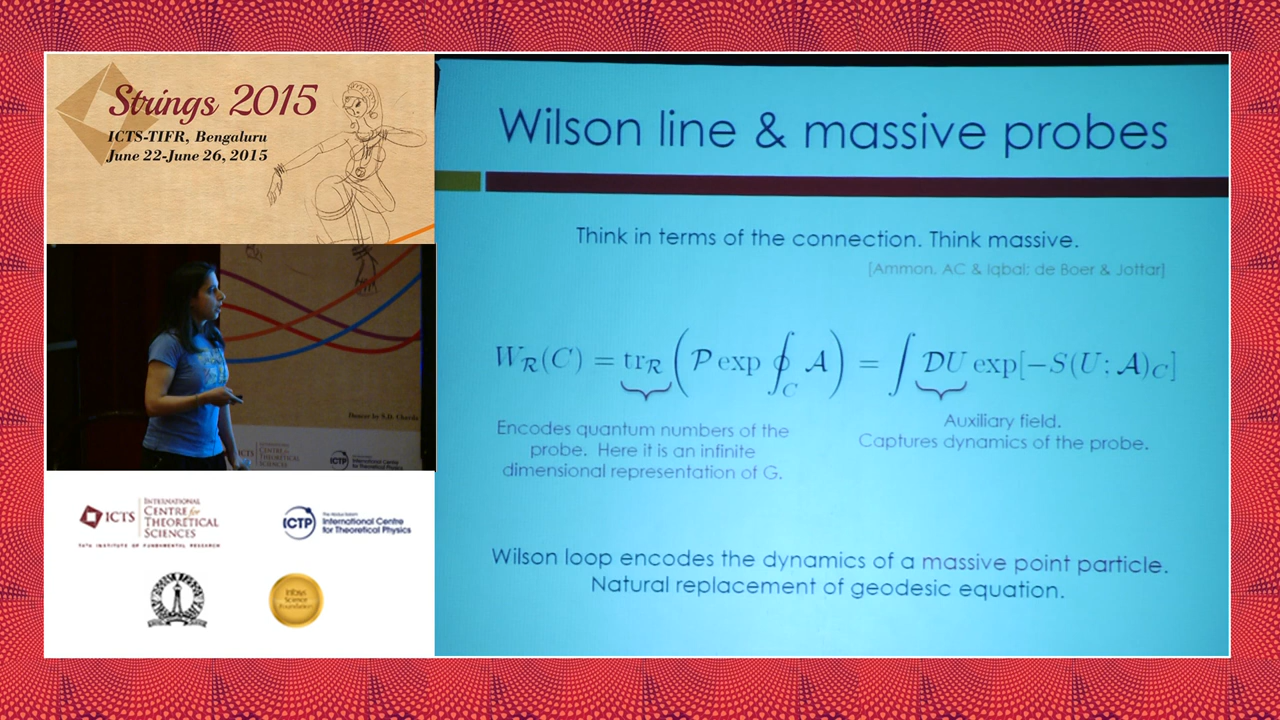 Strings 2015
ICTS-TIFR, Bengaluru
June 22-June 26, 2015
Wilson line & massive probes
Think in terms of the connection. Think massive.
[Ammon, AC & Iqbal; de Boer & Jottar]
W_R(C) = tr_R (P exp ∮_C A) = ∫ DU exp[−S(U; A)_C]
Encodes quantum numbers of the
probe. Here it is an infinite
dimensional representation of G.
Auxiliary field.
Captures dynamics of the probe.
Wilson loop encodes the dynamics of a massive point particle.
Natural replacement of geodesic equation.
ICTS
INTERNATIONAL
CENTRE for
THEORETICAL
SCIENCES
TATA INSTITUTE OF FUNDAMENTAL RESEARCH
ICTP
The Abdus Salam
International Centre
for Theoretical Physics
Infosys
Science
Foundation